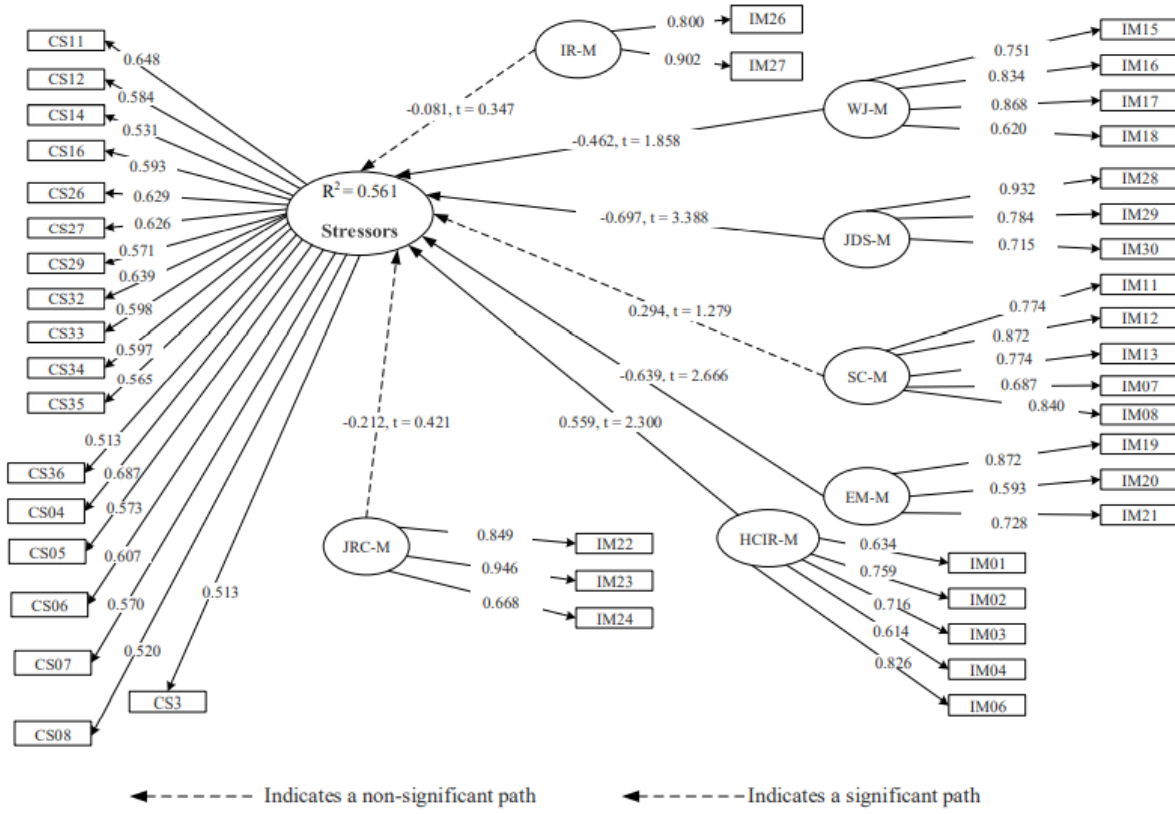 CS11
CS12
CS14
CS16
CS26
CS27
CS29
CS32
CS33
CS34
CS35
CS36
CS04
CS05
CS06
CS07
CS08
CS3
0.648
0.584
0.531
0.593
0.629
0.626
0.571
0.639
0.598
0.597
0.565
0.513
0.687
0.573
0.607
0.570
0.520
0.513
R² = 0.561
Stressors
-0.081, t = 0.347
-0.462, t = 1.858
-0.697, t = 3.388
0.294, t = 1.279
-0.639, t = 2.666
0.559, t = 2.300
-0.212, t = 0.421
IR-M
0.800
0.902
IM26
IM27
WJ-M
0.751
0.834
0.868
0.620
IM15
IM16
IM17
IM18
JDS-M
0.932
0.784
0.715
IM28
IM29
IM30
SC-M
0.774
0.872
0.774
0.687
0.840
IM11
IM12
IM13
IM07
IM08
EM-M
0.872
0.593
0.728
IM19
IM20
IM21
HCIR-M
0.634
0.759
0.716
0.614
0.826
IM01
IM02
IM03
IM04
IM06
JRC-M
0.849
0.946
0.668
IM22
IM23
IM24
Indicates a non-significant path
Indicates a significant path